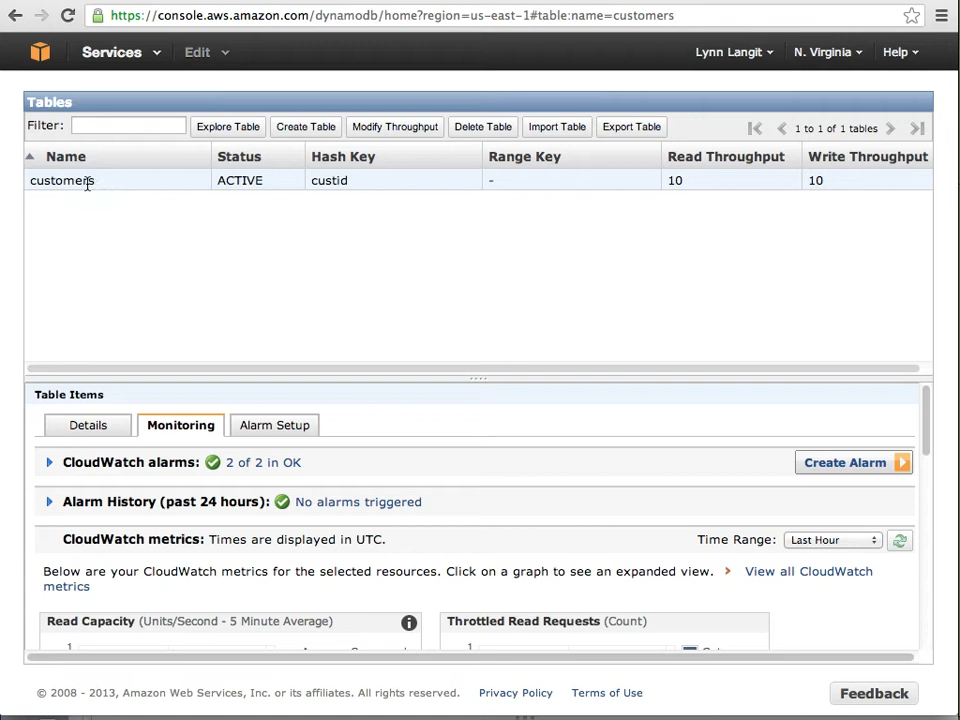 https://console.aws.amazon.com/dynamodb/home?region=us-east-1#table:name=customers
Services Edit Lynn Langit N. Virginia Help
Tables
Filter: Explore Table Create Table Modify Throughput Delete Table Import Table Export Table 1 to 1 of 1 tables
Name Status Hash Key Range Key Read Throughput Write Throughput
customers ACTIVE custid - 10 10
Table Items
Details Monitoring Alarm Setup
CloudWatch alarms: 2 of 2 in OK Create Alarm
Alarm History (past 24 hours): No alarms triggered
CloudWatch metrics: Times are displayed in UTC. Time Range: Last Hour
Below are your CloudWatch metrics for the selected resources. Click on a graph to see an expanded view. View all CloudWatch
metrics
Read Capacity (Units/Second - 5 Minute Average) Throttled Read Requests (Count)
1 1
© 2008 - 2013, Amazon Web Services, Inc. or its affiliates. All rights reserved. Privacy Policy Terms of Use Feedback